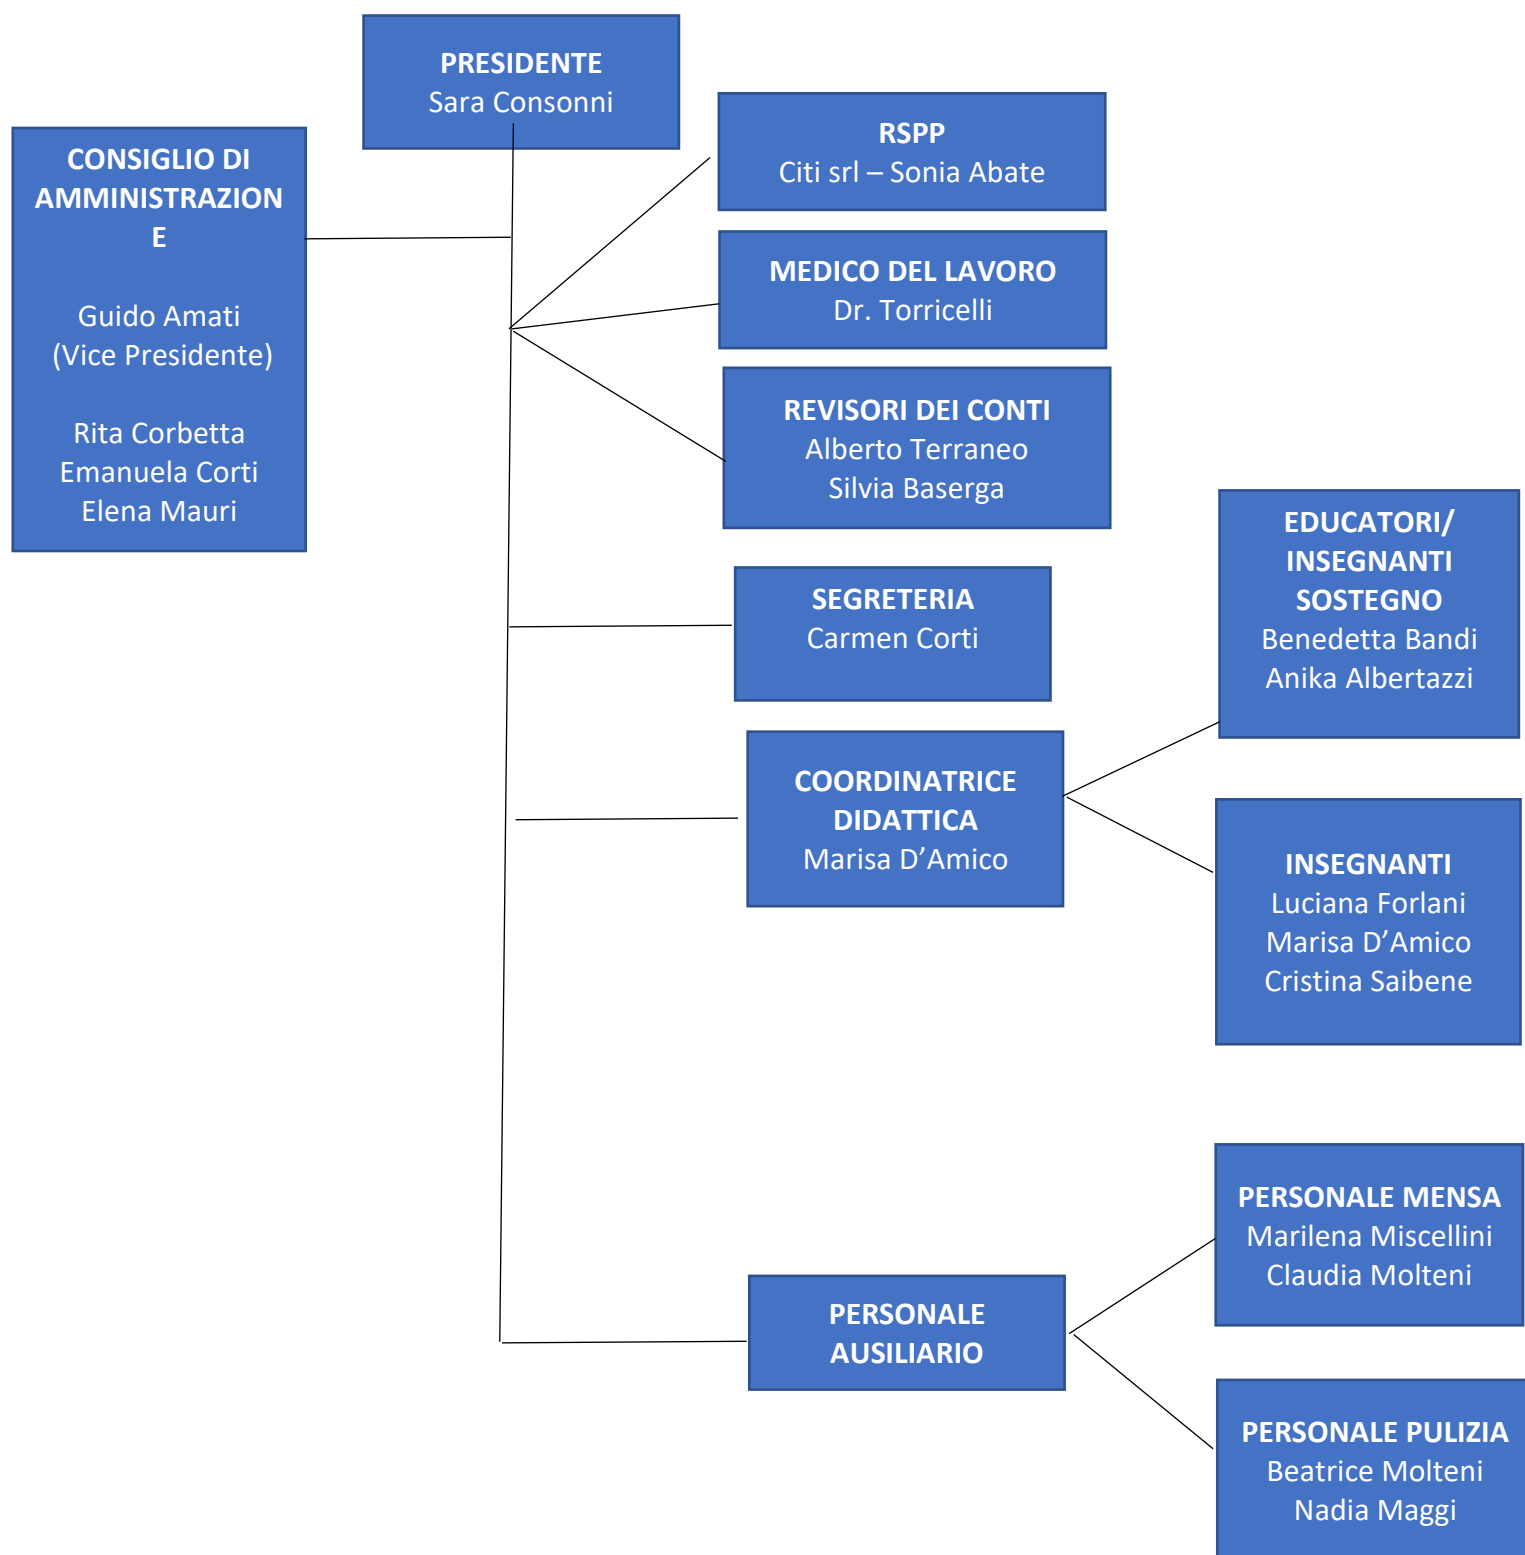 PRESIDENTE
Sara Consonni
CONSIGLIO DI
AMMINISTRAZION
E
Guido Amati
(Vice Presidente)
Rita Corbetta
Emanuela Corti
Elena Mauri
RSPP
Citi srl – Sonia Abate
MEDICO DEL LAVORO
Dr. Torricelli
REVISORI DEI CONTI
Alberto Terraneo
Silvia Baserga
SEGRETERIA
Carmen Corti
EDUCATORI/
INSEGNANTI
SOSTEGNO
Benedetta Bandi
Anika Albertazzi
COORDINATRICE
DIDATTICA
Marisa D’Amico
INSEGNANTI
Luciana Forlani
Marisa D’Amico
Cristina Saibene
PERSONALE MENSA
Marilena Miscellini
Claudia Molteni
PERSONALE
AUSILIARIO
PERSONALE PULIZIA
Beatrice Molteni
Nadia Maggi